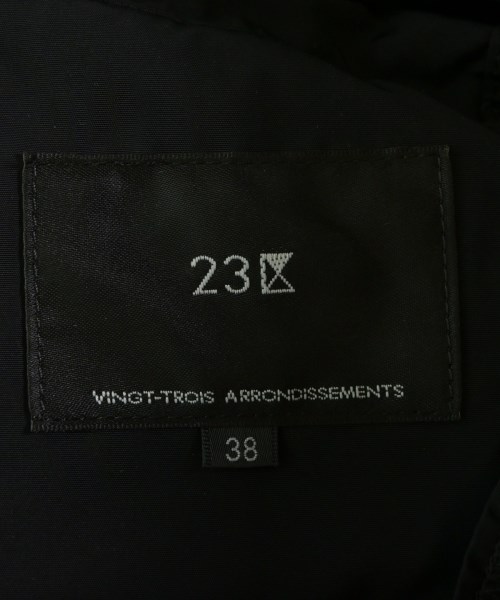 23区
VINGT-TROIS ARRONDISSEMENTS
38